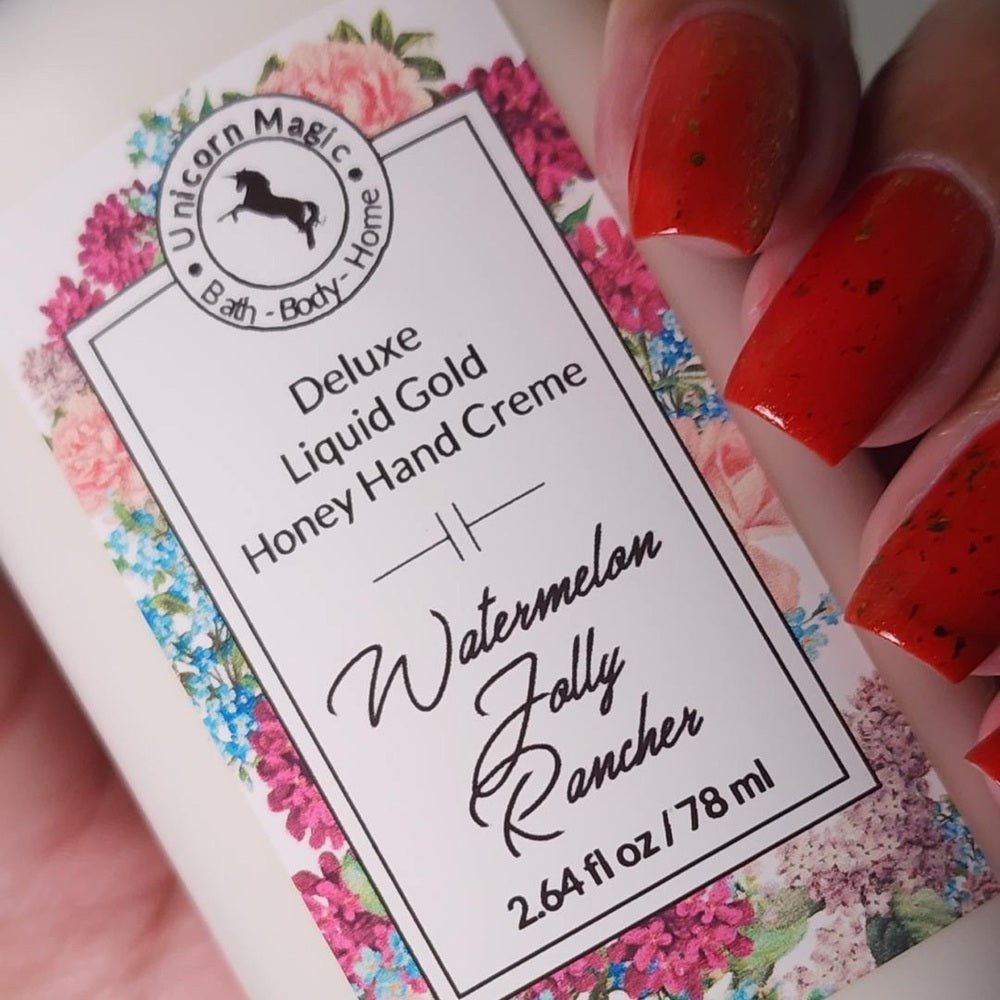 • Unicorn Magic •
Bath - Body - Home
Deluxe
Liquid Gold
Honey Hand Creme
Watermelon
Jolly
Rancher
2.64 fl oz / 78 ml